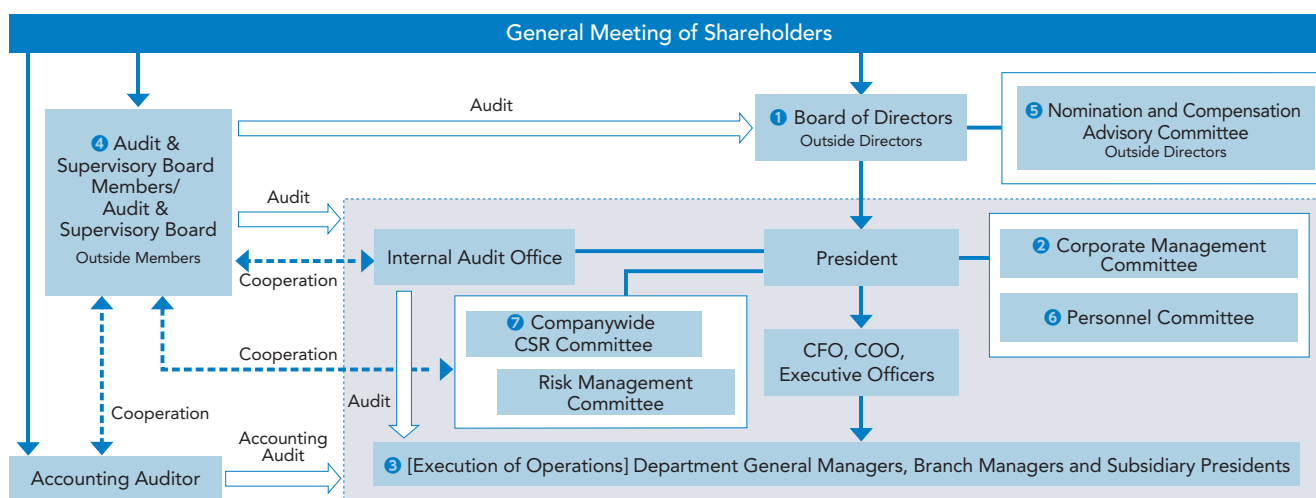 General Meeting of Shareholders
Audit
❶ Board of Directors
Outside Directors
❺ Nomination and Compensation
Advisory Committee
Outside Directors
❹ Audit &
Supervisory Board
Members/
Audit &
Supervisory Board
Outside Members
Audit
Cooperation
Internal Audit Office
President
❷ Corporate Management
Committee
❻ Personnel Committee
❼ Companywide
CSR Committee
Risk Management
Committee
Cooperation
CFO, COO,
Executive Officers
Audit
Cooperation
Accounting
Audit
Accounting Auditor
❸ [Execution of Operations] Department General Managers, Branch Managers and Subsidiary Presidents